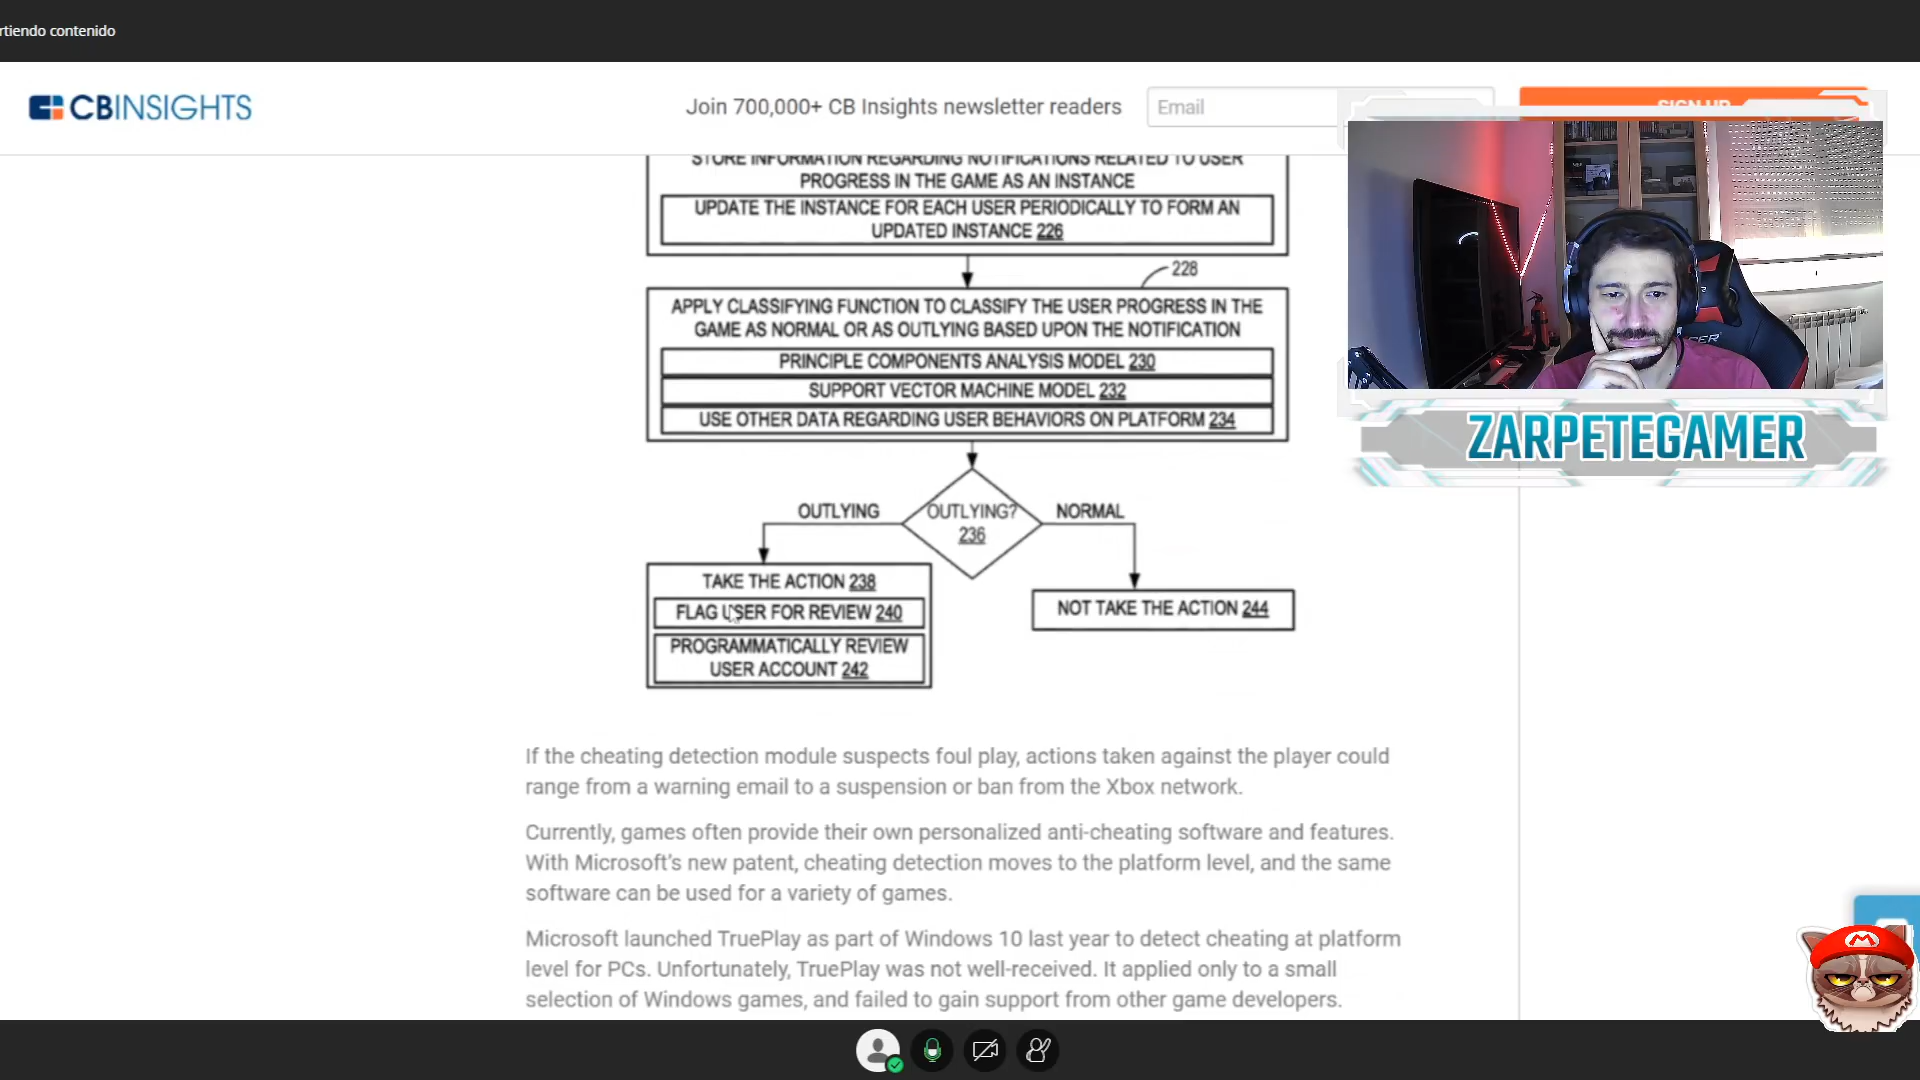 rtiendo contenido
CBINSIGHTS
Join 700,000+ CB Insights newsletter readers
Email
SIGN UP
STORE INFORMATION REGARDING NOTIFICATIONS RELATED TO USER
PROGRESS IN THE GAME AS AN INSTANCE
UPDATE THE INSTANCE FOR EACH USER PERIODICALLY TO FORM AN
UPDATED INSTANCE 226
228
APPLY CLASSIFYING FUNCTION TO CLASSIFY THE USER PROGRESS IN THE
GAME AS NORMAL OR AS OUTLYING BASED UPON THE NOTIFICATION
PRINCIPLE COMPONENTS ANALYSIS MODEL 230
SUPPORT VECTOR MACHINE MODEL 232
USE OTHER DATA REGARDING USER BEHAVIORS ON PLATFORM 234
ZARPETEGAMER
OUTLYING
OUTLYING?
236
NORMAL
TAKE THE ACTION 238
FLAG USER FOR REVIEW 240
PROGRAMMATICALLY REVIEW
USER ACCOUNT 242
NOT TAKE THE ACTION 244
If the cheating detection module suspects foul play, actions taken against the player could
range from a warning email to a suspension or ban from the Xbox network.
Currently, games often provide their own personalized anti-cheating software and features.
With Microsoft's new patent, cheating detection moves to the platform level, and the same
software can be used for a variety of games.
Microsoft launched TruePlay as part of Windows 10 last year to detect cheating at platform
level for PCs. Unfortunately, TruePlay was not well-received. It applied only to a small
selection of Windows games, and failed to gain support from other game developers.
M